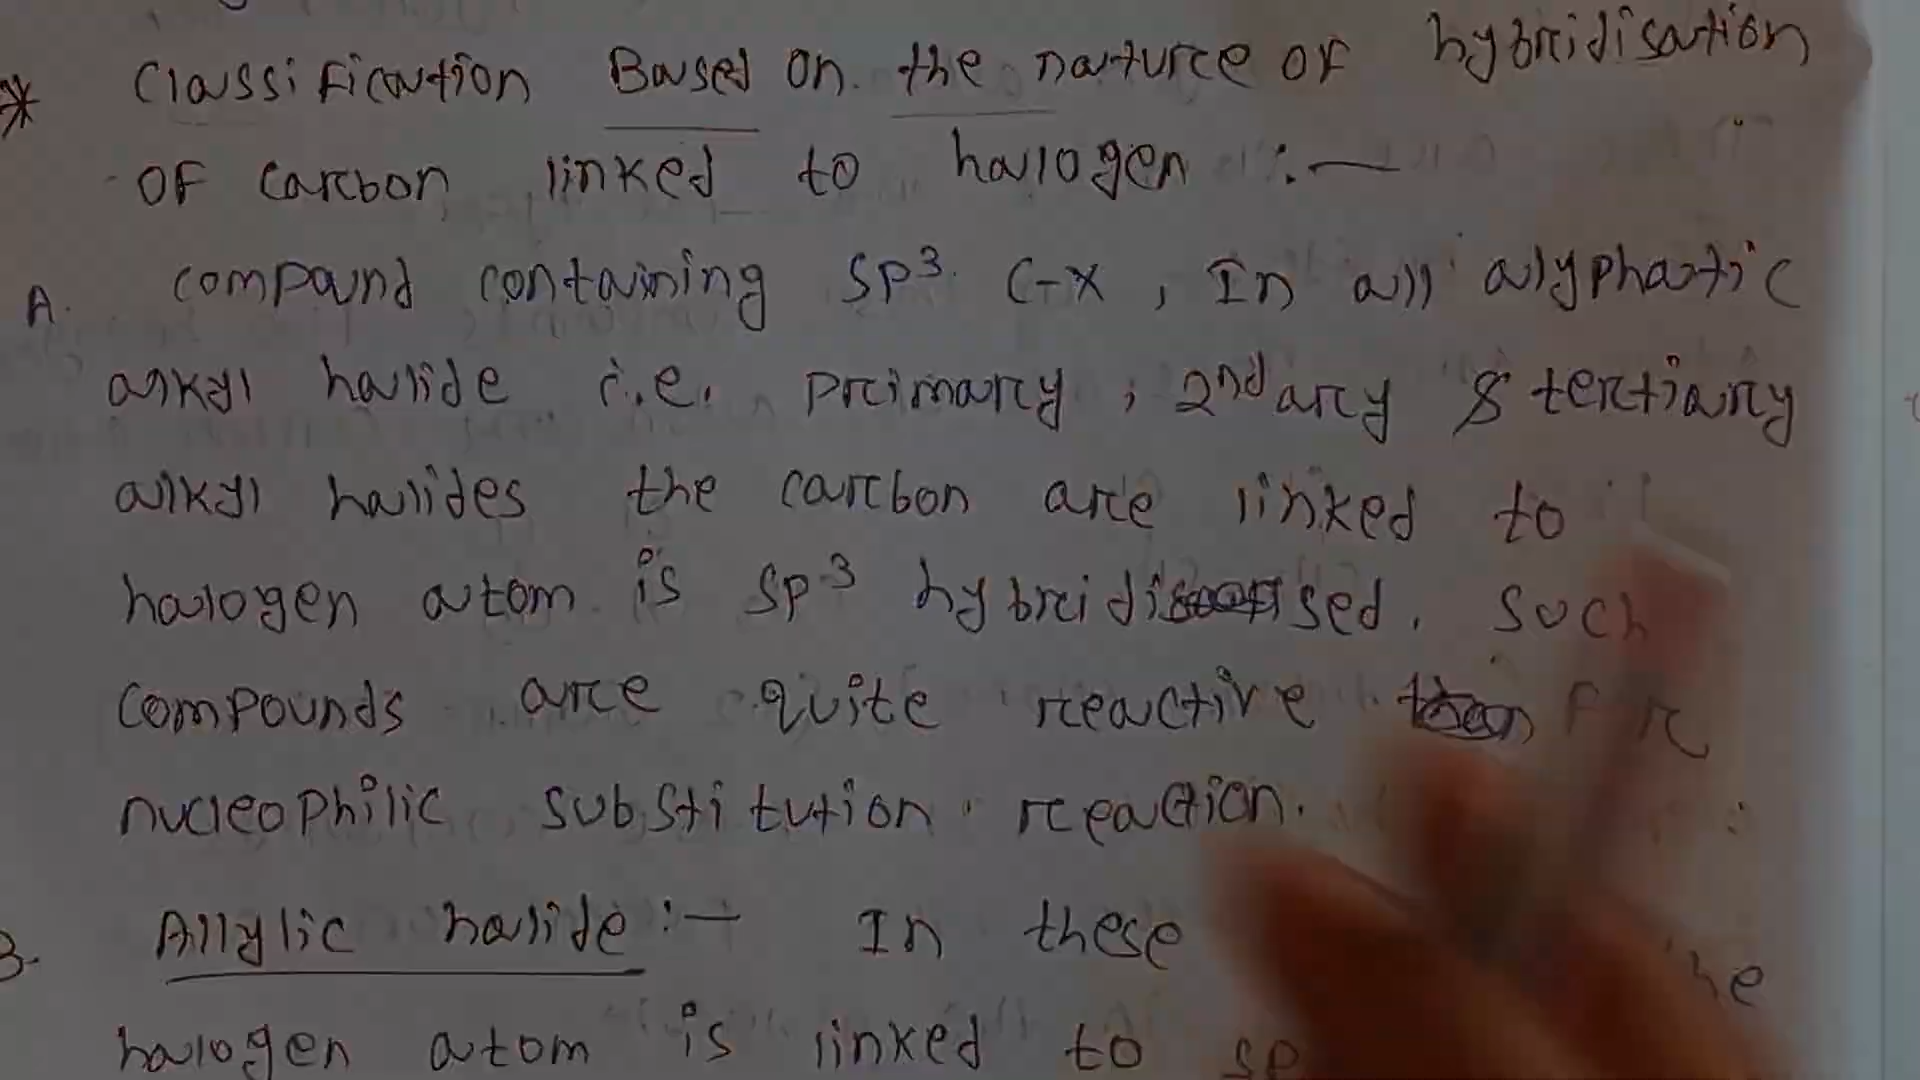 * Classification Based on the nature of hybridisation
of carbon linked to halogen :-
A. compound containing sp³ C-X, In all alyphatic
alkyl halide i.e. primary, 2ndary & tertiary
alkyl halides the carbon are linked to
halogen atom is sp³ hybridised. Such
compounds are quite reactive
nucleophilic substitution reaction.
B. Allylic halide :- In these
halogen atom is linked to sp